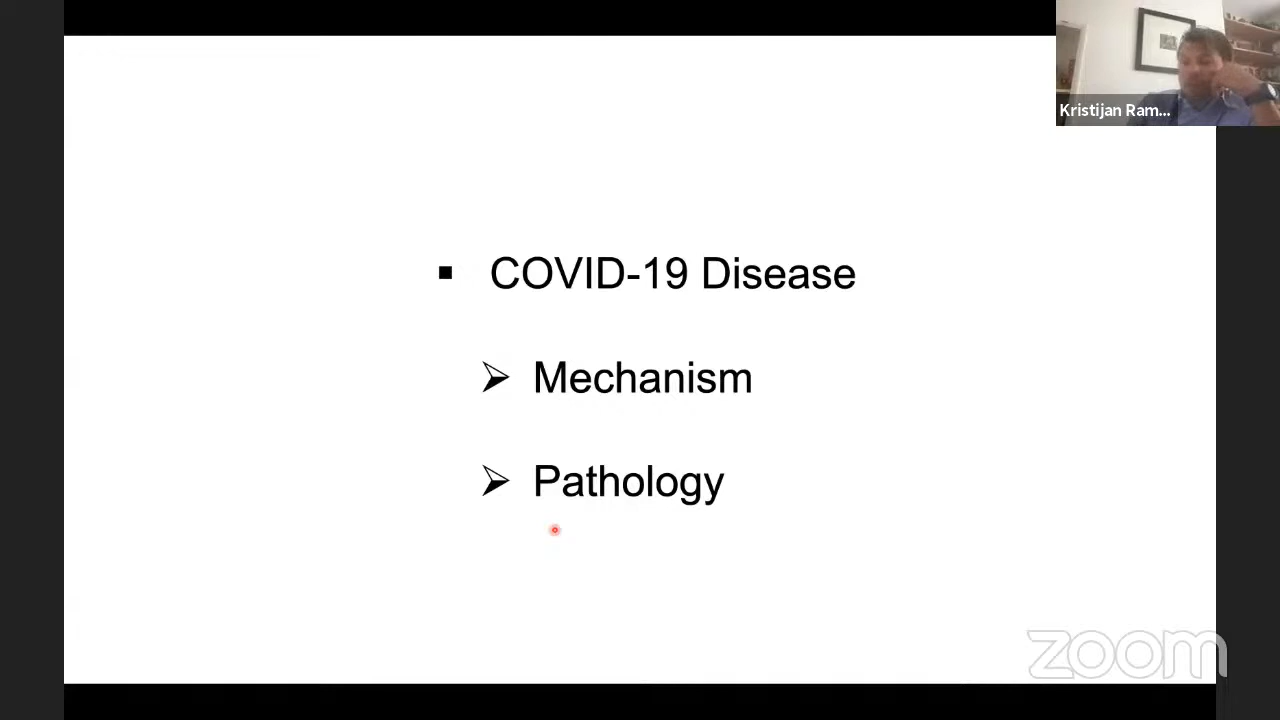 Kristijan Ram...
COVID-19 Disease
Mechanism
Pathology
zoom